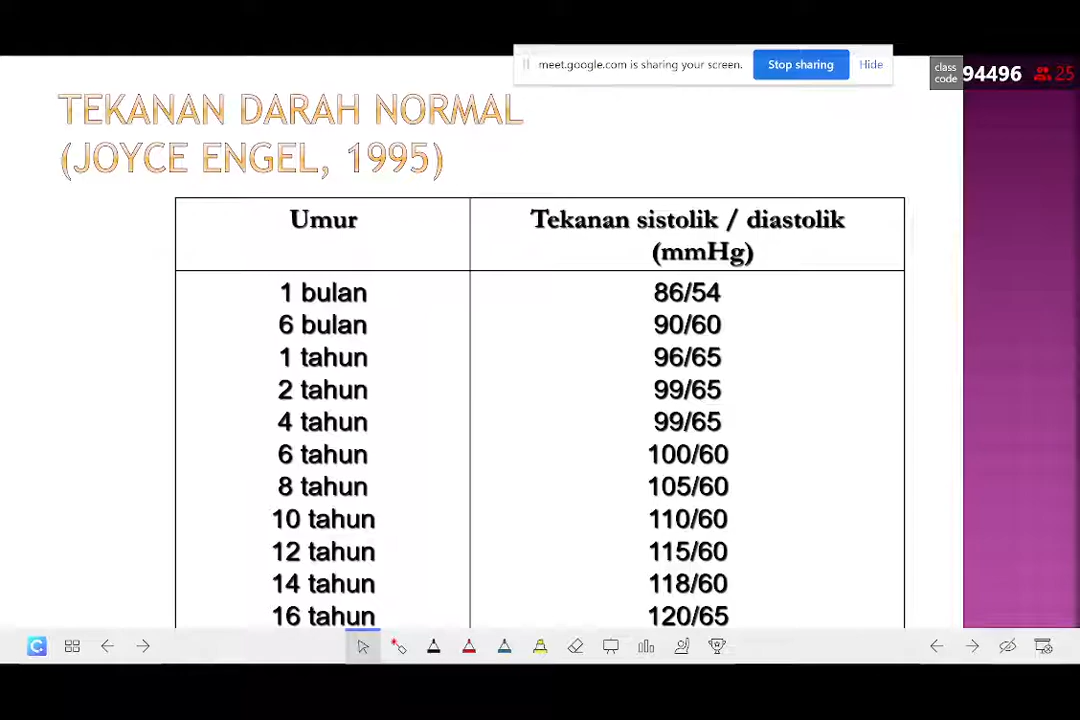 meet.google.com is sharing your screen.
Stop sharing
Hide
class
code
94496
25
TEKANAN DARAH NORMAL
(JOYCE ENGEL, 1995)
Umur
Tekanan sistolik / diastolik
(mmHg)
1 bulan 86/54
6 bulan 90/60
1 tahun 96/65
2 tahun 99/65
4 tahun 99/65
6 tahun 100/60
8 tahun 105/60
10 tahun 110/60
12 tahun 115/60
14 tahun 118/60
16 tahun 120/65
C